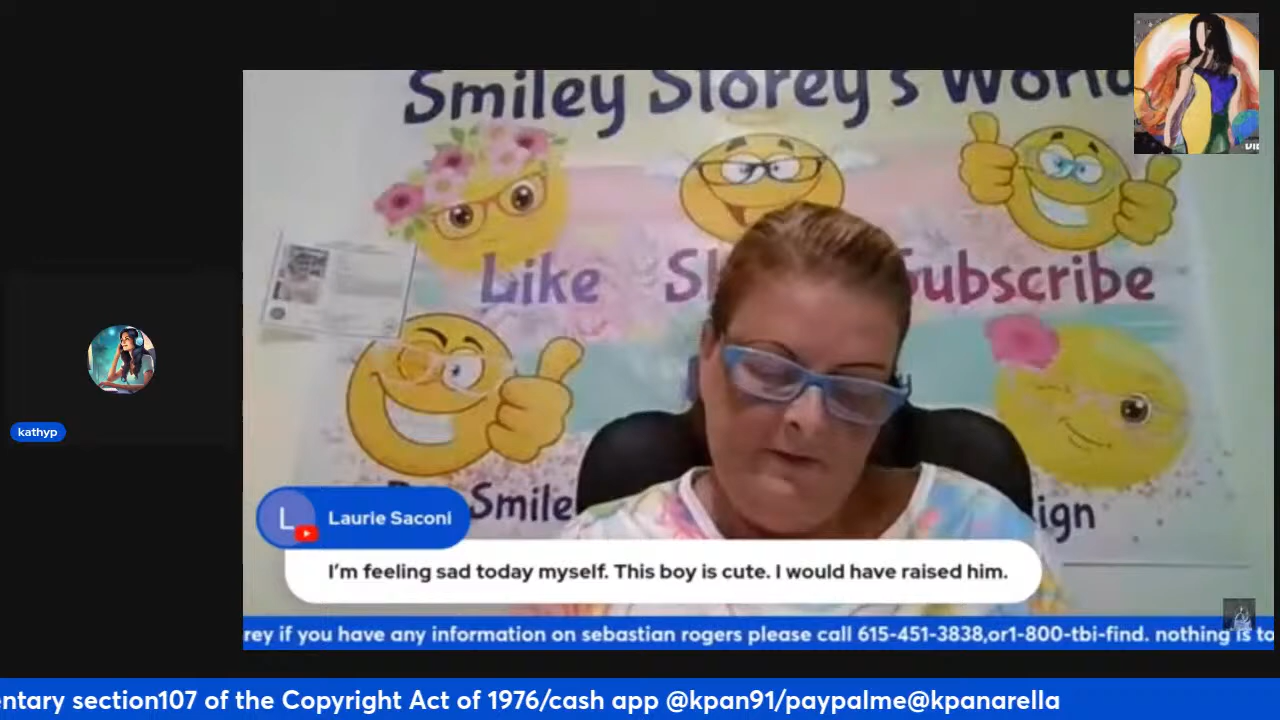 Smiley Storey's World
Like Sh Subscribe
kathyp
Smile ign
L Laurie Saconi
I'm feeling sad today myself. This boy is cute. I would have raised him.
rey if you have any information on sebastian rogers please call 615-451-3838,or1-800-tbi-find. nothing is to
entary section107 of the Copyright Act of 1976/cash app @kpan91/paypalme@kpanarella